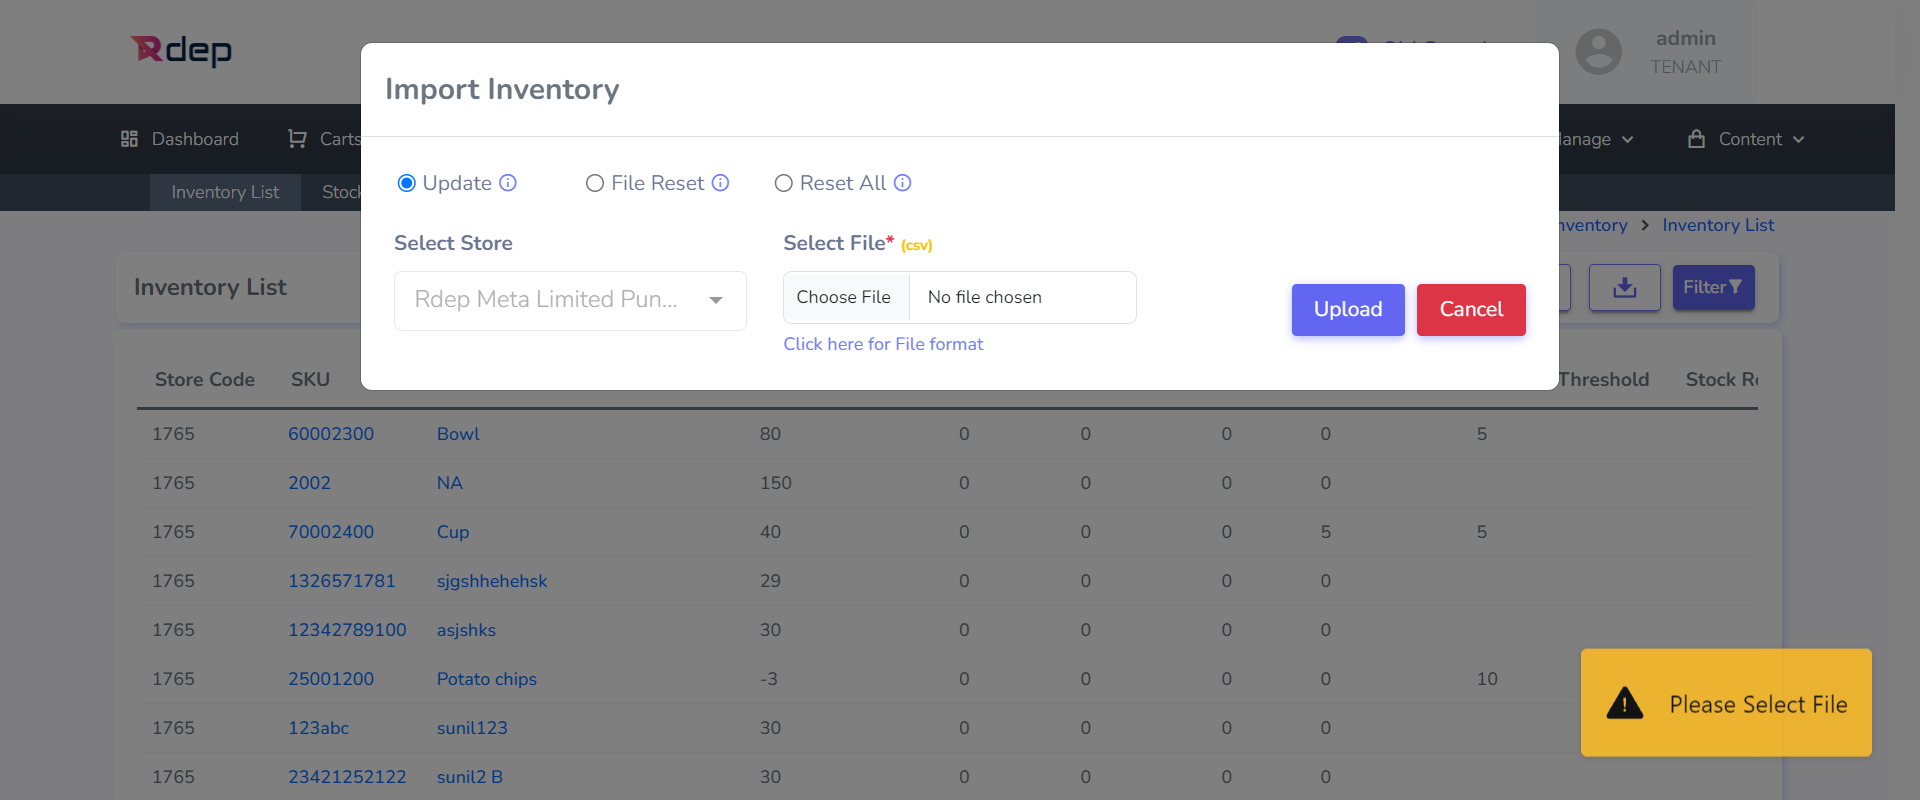 Rdep
admin
TENANT
Import Inventory
Dashboard
Carts
Manage
Content
Update
File Reset
Reset All
Inventory List
Stock
Inventory > Inventory List
Select Store
Select File* (csv)
Inventory List
Rdep Meta Limited Pun...
Choose File
No file chosen
Upload
Cancel
Filter
Click here for File format
Store Code SKU Threshold Stock Re
1765 60002300 Bowl 80 0 0 0 0 5
1765 2002 NA 150 0 0 0 0
1765 70002400 Cup 40 0 0 0 5 5
1765 1326571781 sjgshhehehsk 29 0 0 0 0
1765 12342789100 asjshks 30 0 0 0 0
1765 25001200 Potato chips -3 0 0 0 0 10
1765 123abc sunil123 30 0 0 0 0
1765 23421252122 sunil2 B 30 0 0 0 0
Please Select File